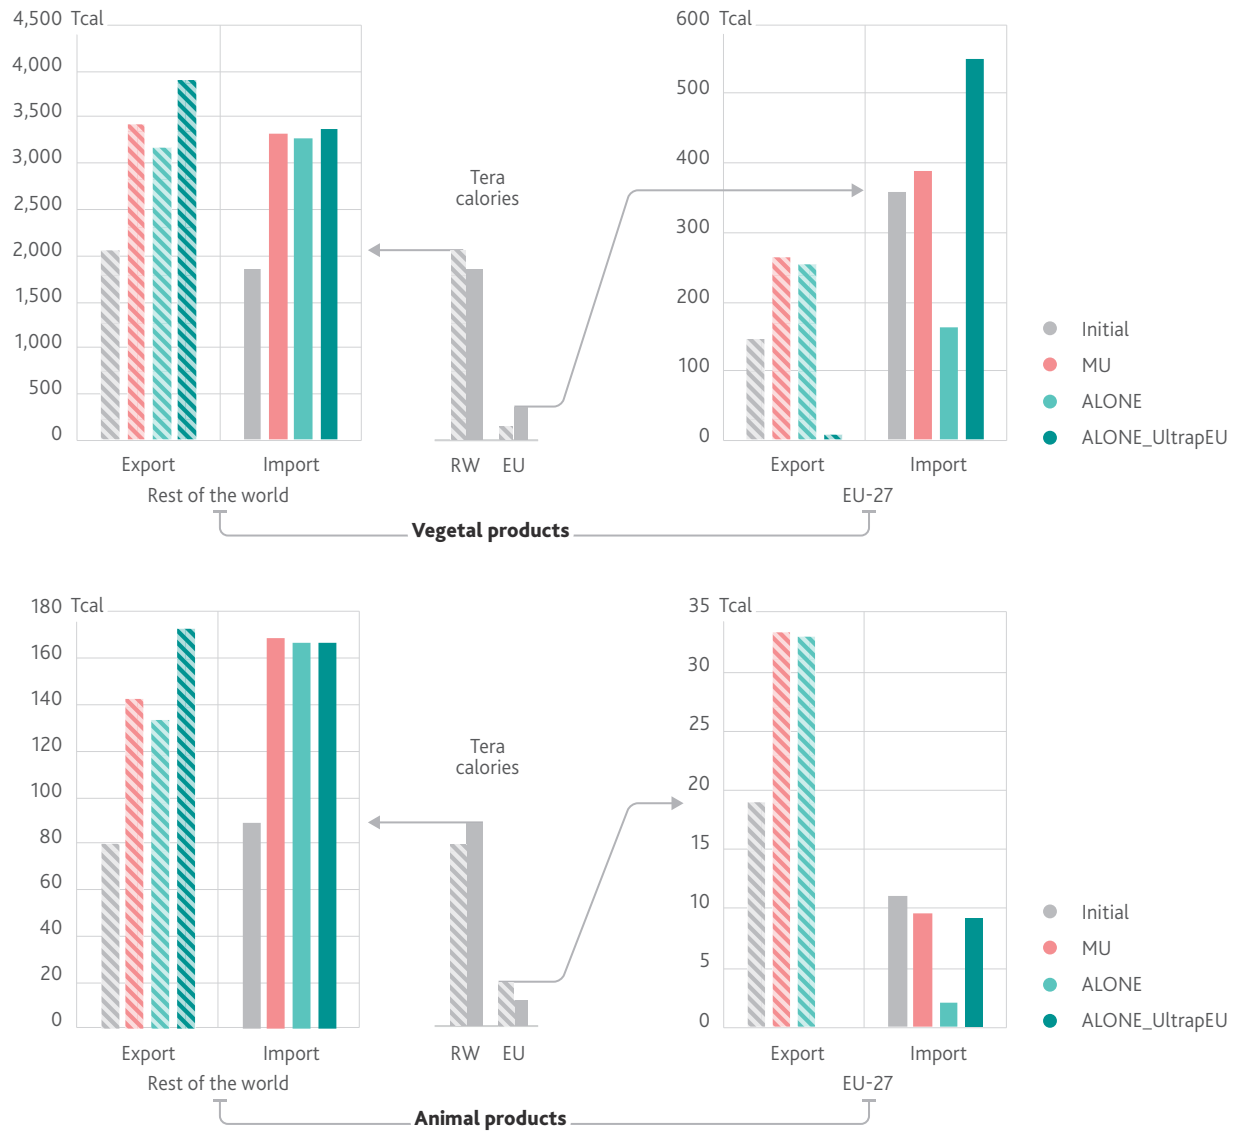 4,500 Tcal
4,000
3,500
3,000
2,500
2,000
1,500
1,000
500
0
Export Import
Rest of the world
Tera
calories
RW EU
600 Tcal
500
400
300
200
100
0
Export Import
EU-27
Initial
MU
ALONE
ALONE_UltrapEU
Vegetal products
180 Tcal
160
140
120
100
80
60
40
20
0
Export Import
Rest of the world
Tera
calories
RW EU
35 Tcal
30
25
20
15
10
5
0
Export Import
EU-27
Initial
MU
ALONE
ALONE_UltrapEU
Animal products